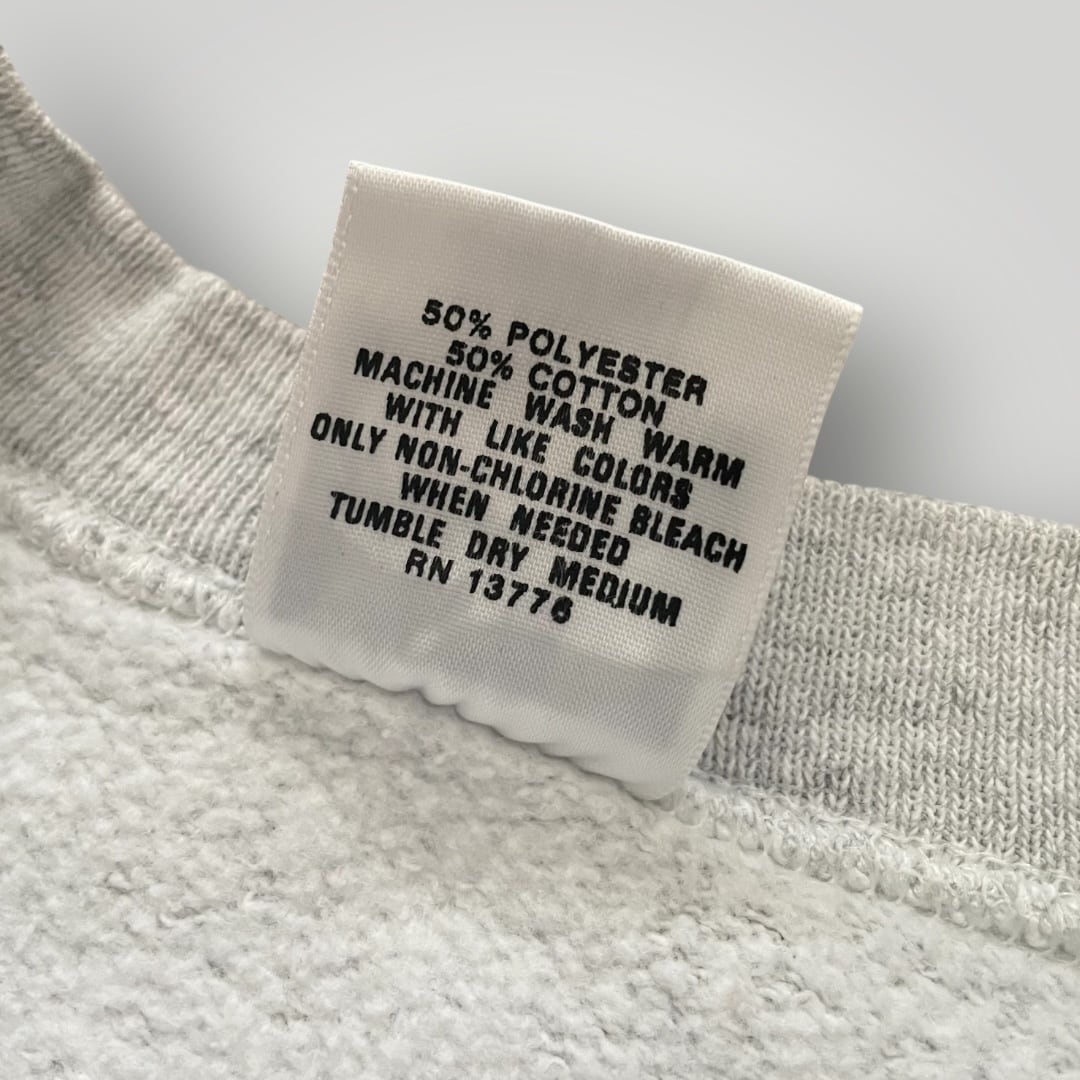 50% POLYESTER
50% COTTON
MACHINE WASH WARM
WITH LIKE COLORS
ONLY NON-CHLORINE BLEACH
WHEN NEEDED
TUMBLE DRY MEDIUM
RN 13776